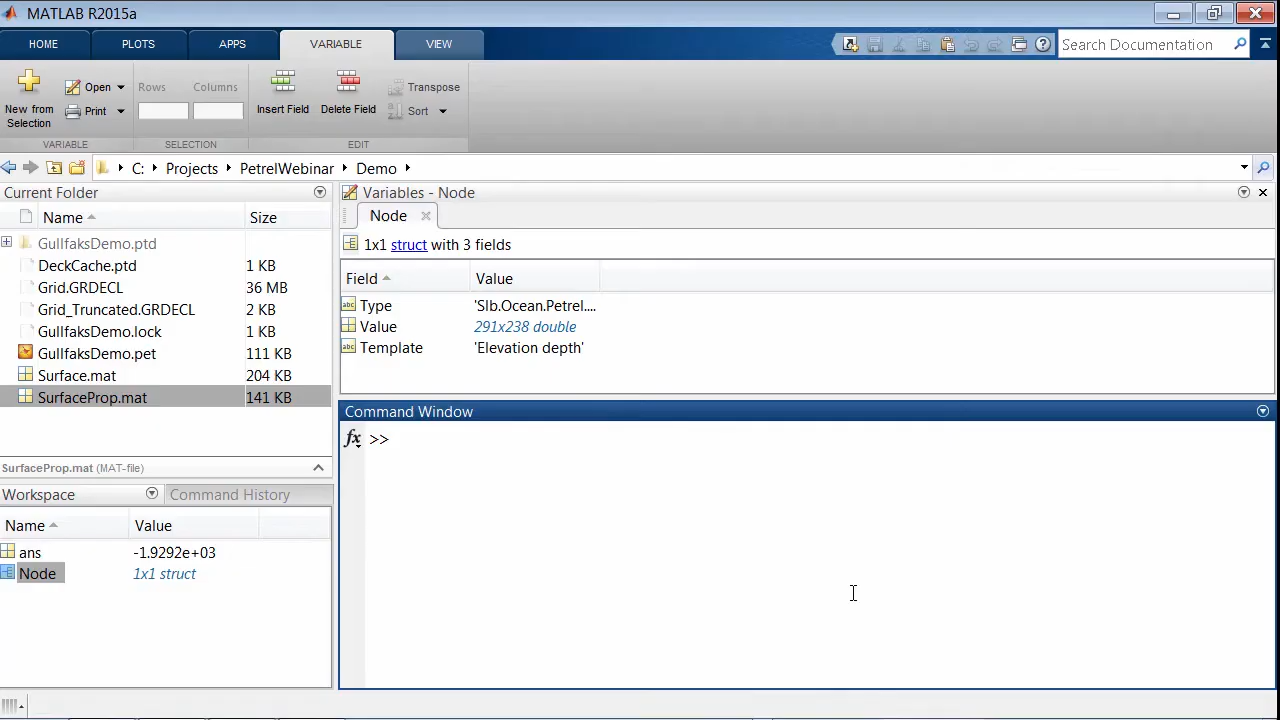 MATLAB R2015a
HOME PLOTS APPS VARIABLE VIEW Search Documentation
New from Selection
Open
Print
Rows Columns
Insert Field Delete Field
Transpose
Sort
VARIABLE SELECTION EDIT
C: Projects PetrelWebinar Demo
Current Folder
Name Size
GullfaksDemo.ptd
DeckCache.ptd 1 KB
Grid.GRDECL 36 MB
Grid_Truncated.GRDECL 2 KB
GullfaksDemo.lock 1 KB
GullfaksDemo.pet 111 KB
Surface.mat 204 KB
SurfaceProp.mat 141 KB
SurfaceProp.mat (MAT-file)
Workspace Command History
Name Value
ans -1.9292e+03
Node 1x1 struct
Variables - Node
Node
1x1 struct with 3 fields
Field Value
Type 'Slb.Ocean.Petrel....
Value 291x238 double
Template 'Elevation depth'
Command Window
fx >>